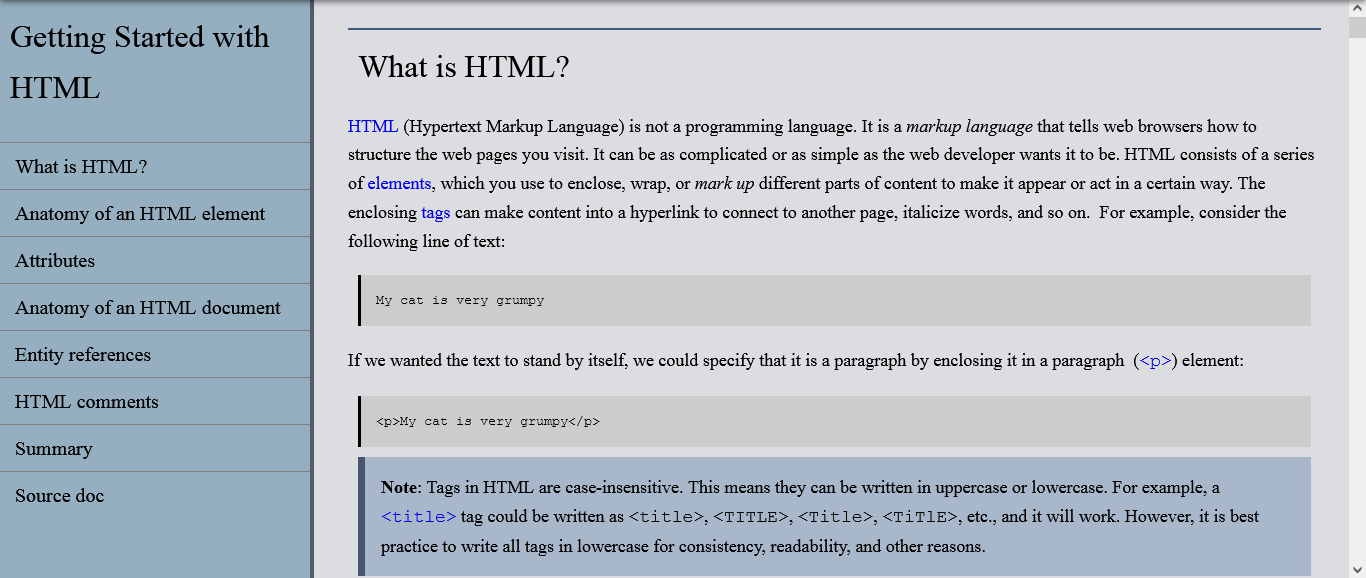 Getting Started with
HTML
What is HTML?
Anatomy of an HTML element
Attributes
Anatomy of an HTML document
Entity references
HTML comments
Summary
Source doc
What is HTML?
HTML (Hypertext Markup Language) is not a programming language. It is a markup language that tells web browsers how to
structure the web pages you visit. It can be as complicated or as simple as the web developer wants it to be. HTML consists of a series
of elements, which you use to enclose, wrap, or mark up different parts of content to make it appear or act in a certain way. The
enclosing tags can make content into a hyperlink to connect to another page, italicize words, and so on.  For example, consider the
following line of text:
My cat is very grumpy
If we wanted the text to stand by itself, we could specify that it is a paragraph by enclosing it in a paragraph  (<p>) element:
<p>My cat is very grumpy</p>
Note: Tags in HTML are case-insensitive. This means they can be written in uppercase or lowercase. For example, a
<title> tag could be written as <title>, <TITLE>, <Title>, <TiTlE>, etc., and it will work. However, it is best
practice to write all tags in lowercase for consistency, readability, and other reasons.